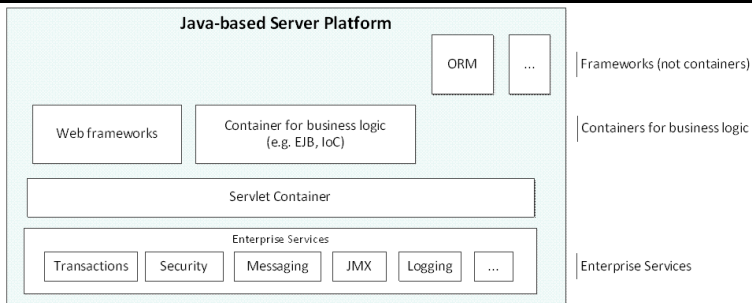 Java-based Server Platform
ORM
...
Frameworks (not containers)
Web frameworks
Container for business logic
(e.g. EJB, IoC)
Containers for business logic
Servlet Container
Enterprise Services
Transactions
Security
Messaging
JMX
Logging
...
Enterprise Services